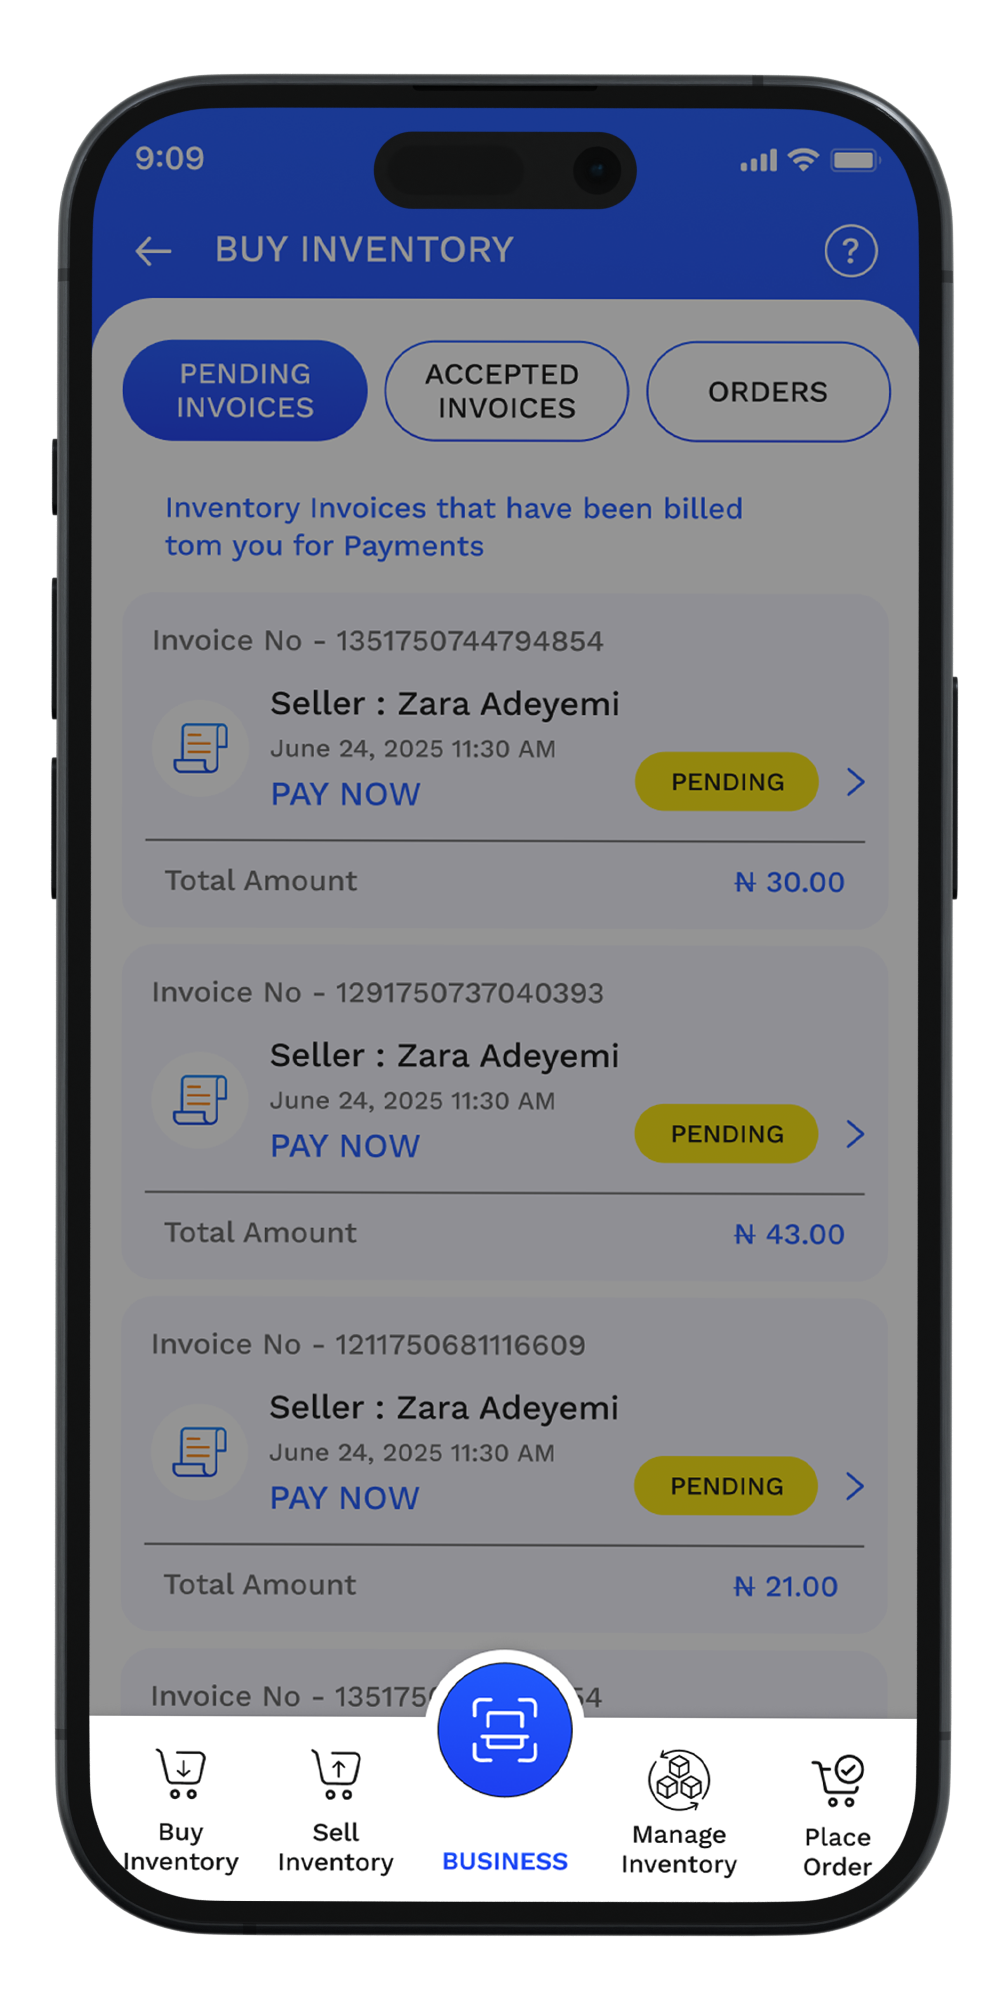 9:09
BUY INVENTORY
?
PENDING
INVOICES
ACCEPTED
INVOICES
ORDERS
Inventory Invoices that have been billed
tom you for Payments
Invoice No - 1351750744794854
Seller : Zara Adeyemi
June 24, 2025 11:30 AM
PAY NOW
PENDING
Total Amount
₦ 30.00
Invoice No - 1291750737040393
Seller : Zara Adeyemi
June 24, 2025 11:30 AM
PAY NOW
PENDING
Total Amount
₦ 43.00
Invoice No - 1211750681116609
Seller : Zara Adeyemi
June 24, 2025 11:30 AM
PAY NOW
PENDING
Total Amount
₦ 21.00
Invoice No -
Buy
Inventory
Sell
Inventory
BUSINESS
Manage
Inventory
Place
Order